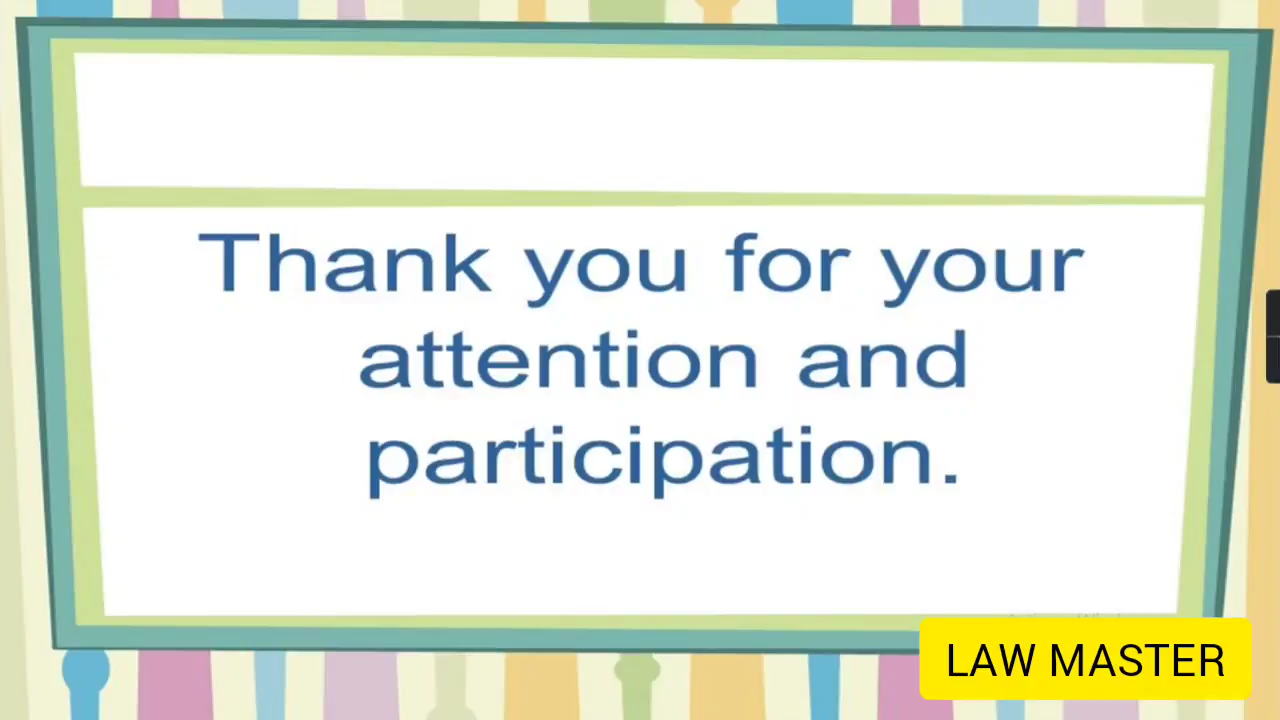 Thank you for your
attention and
participation.
LAW MASTER